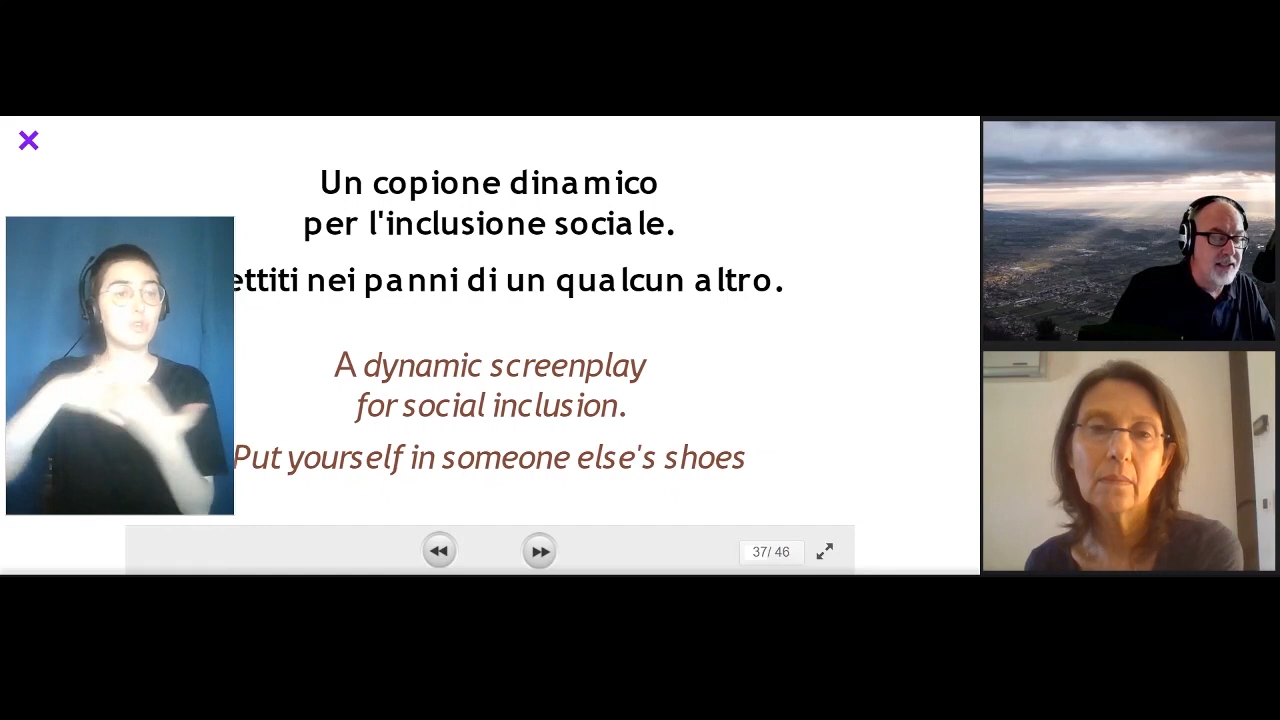 Un copione dinamico
per l'inclusione sociale.
ettiti nei panni di un qualcun altro.
A dynamic screenplay
for social inclusion.
Put yourself in someone else's shoes
37/ 46